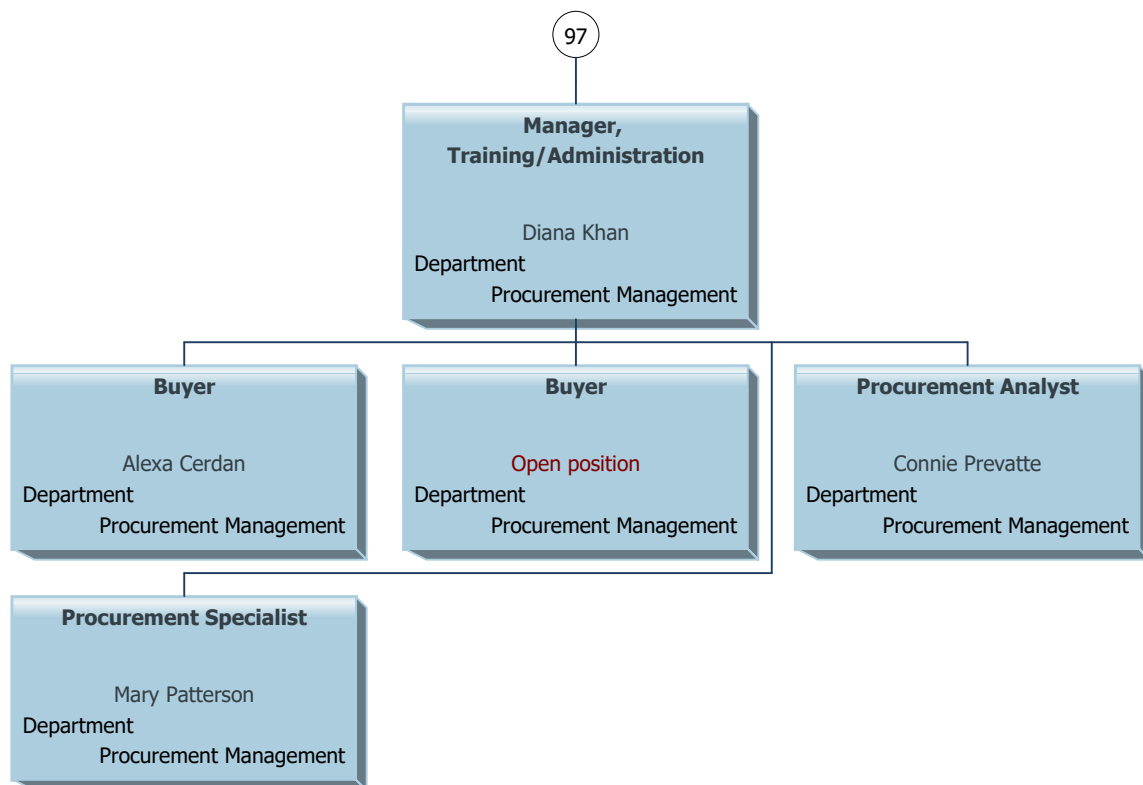 97
Manager,
Training/Administration
Diana Khan
Department
Procurement Management
Buyer
Alexa Cerdan
Department
Procurement Management
Buyer
Open position
Department
Procurement Management
Procurement Analyst
Connie Prevatte
Department
Procurement Management
Procurement Specialist
Mary Patterson
Department
Procurement Management